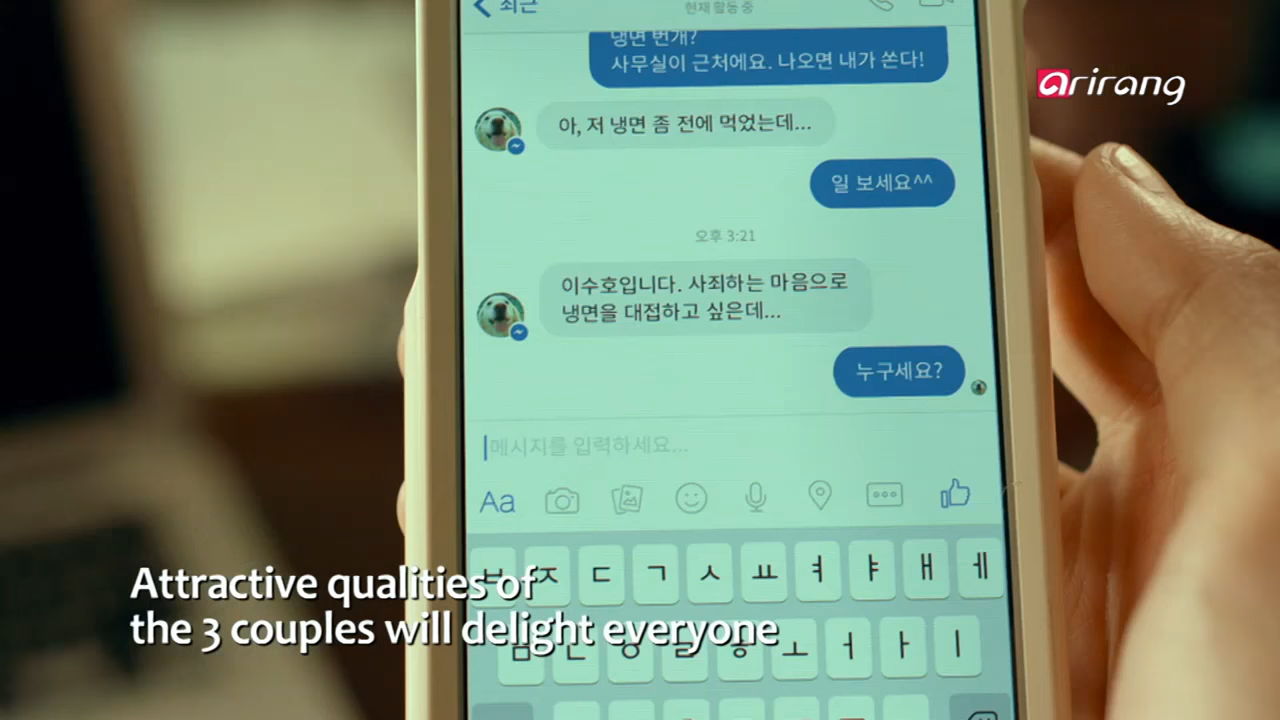 최근
현재 활동 중
arirang
냉면 번개?
사무실이 근처에요. 나오면 내가 쏜다!
아, 저 냉면 좀 전에 먹었는데...
일 보세요^^
오후 3:21
이수호입니다. 사죄하는 마음으로
냉면을 대접하고 싶은데...
누구세요?
메시지를 입력하세요...
Aa
ㅂ ㅈ ㄷ ㄱ ㅅ ㅛ ㅕ ㅑ ㅐ ㅔ
ㅁ ㄴ ㅇ ㄹ ㅎ ㅗ ㅓ ㅏ ㅣ
Attractive qualities of
the 3 couples will delight everyone